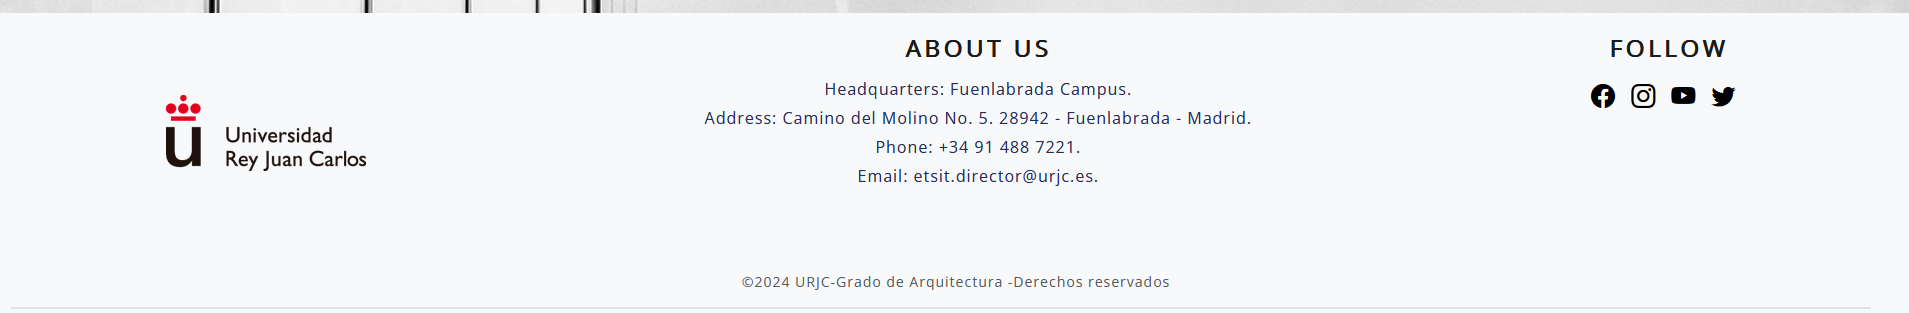 Universidad
Rey Juan Carlos
ABOUT US
Headquarters: Fuenlabrada Campus.
Address: Camino del Molino No. 5. 28942 - Fuenlabrada - Madrid.
Phone: +34 91 488 7221.
Email: etsit.director@urjc.es.
FOLLOW
©2024 URJC-Grado de Arquitectura -Derechos reservados